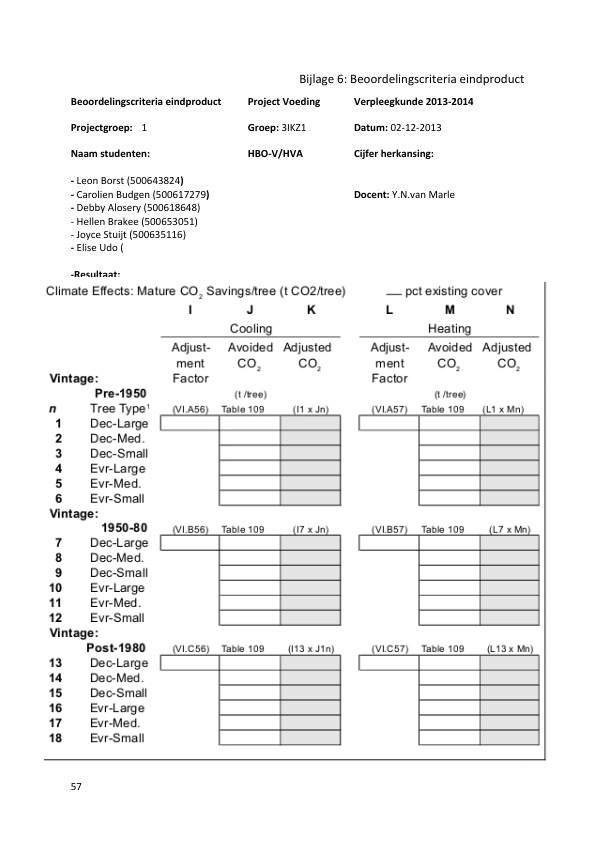 Bijlage 6: Beoordelingscriteria eindproduct
Beoordelingscriteria eindproduct Project Voeding Verpleegkunde 2013-2014
Projectgroep: 1 Groep: 3IKZ1 Datum: 02-12-2013
Naam studenten: HBO-V/HVA Cijfer herkansing:
- Leon Borst (500643824)
- Carolien Budgen (500617279) Docent: Y.N.van Marle
- Debby Alosery (500618648)
- Hellen Brakee (500653051)
- Joyce Stuijt (500635116)
- Elise Udo (
-Resultaat:
Climate Effects: Mature CO₂ Savings/tree (t CO2/tree) ___ pct existing cover
I J K L M N
Cooling Heating
Adjust- Avoided Adjusted Adjust- Avoided Adjusted
ment CO₂ CO₂ ment CO₂ CO₂
Vintage: Factor Factor
Pre-1950 (t /tree) (t /tree)
n Tree Type¹ (VI.A56) Table 109 (I1 x Jn) (VI.A57) Table 109 (L1 x Mn)
1 Dec-Large
2 Dec-Med.
3 Dec-Small
4 Evr-Large
5 Evr-Med.
6 Evr-Small
Vintage:
1950-80 (VI.B56) Table 109 (I7 x Jn) (VI.B57) Table 109 (L7 x Mn)
7 Dec-Large
8 Dec-Med.
9 Dec-Small
10 Evr-Large
11 Evr-Med.
12 Evr-Small
Vintage:
Post-1980 (VI.C56) Table 109 (I13 x J1n) (VI.C57) Table 109 (L13 x Mn)
13 Dec-Large
14 Dec-Med.
15 Dec-Small
16 Evr-Large
17 Evr-Med.
18 Evr-Small
57